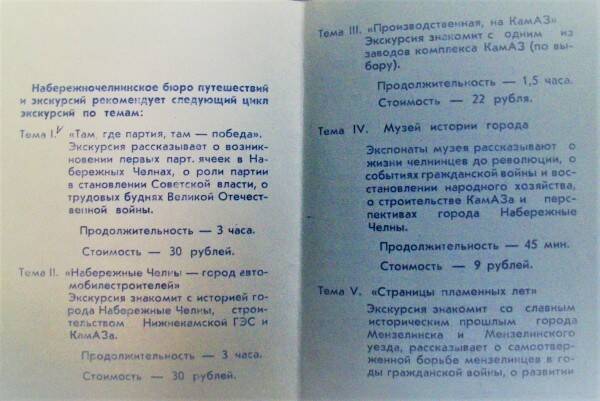 Набережночелнинское бюро путешествий
и экскурсий рекомендует следующий цикл
экскурсий по темам:
Тема I. «Там, где партия, там — победа».
Экскурсия рассказывает о возник-
новении первых парт. ячеек в На-
бережных Челнах, о роли партии
в становлении Советской власти, о
трудовых буднях Великой Отечест-
венной войны.
Продолжительность — 3 часа.
Стоимость — 30 рублей.
Тема II. «Набережные Челны — город авто-
мобилестроителей»
Экскурсия знакомит с историей го-
рода Набережные Челны, строи-
тельством Нижнекамской ГЭС и
КамАЗа.
Продолжительность — 3 часа.
Стоимость — 30 рублей.
Тема III. «Производственная, на КамАЗ»
Экскурсия знакомит с одним из
заводов комплекса КамАЗ (по вы-
бору).
Продолжительность — 1,5 часа.
Стоимость — 22 рубля.
Тема IV. Музей истории города
Экспонаты музея рассказывают о
жизни челнинцев до революции, о
событиях гражданской войны и вос-
становлении народного хозяйства,
о строительстве КамАЗа и перс-
пективах города Набережные
Челны.
Продолжительность — 45 мин.
Стоимость — 9 рублей.
Тема V. «Страницы пламенных лет»
Экскурсия знакомит со славным
историческим прошлым города
Мензелинска и Мензелинского
уезда, рассказывает о самоотвер-
женной борьбе мензелинцев в го-
ды гражданской войны, о развитии